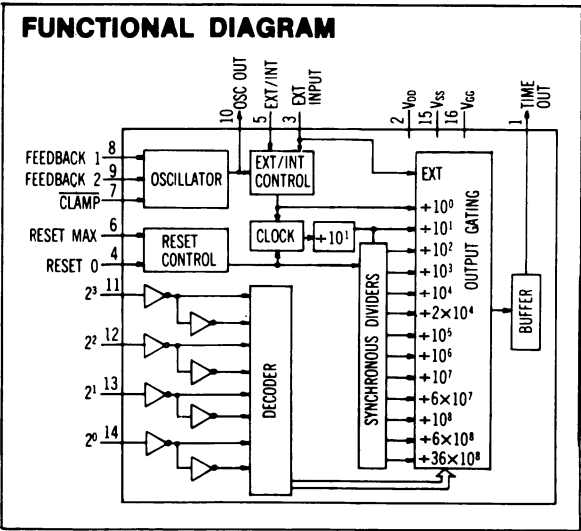 FUNCTIONAL DIAGRAM
10 OSC OUT
5 EXT/INT
3 EXT INPUT
2 VDD
15 VSS
16 VGG
1 TIME OUT
FEEDBACK 1 8
FEEDBACK 2 9
CLAMP 7
RESET MAX 6
RESET 0 4
2³ 11
2² 12
2¹ 13
2⁰ 14
OSCILLATOR
EXT/INT
CONTROL
CLOCK
÷10¹
RESET
CONTROL
DECODER
SYNCHRONOUS DIVIDERS
EXT
÷10⁰
÷10¹
÷10²
÷10³
÷10⁴
÷2×10⁴
÷10⁵
÷10⁶
÷10⁷
÷6×10⁷
÷10⁸
÷6×10⁸
÷36×10⁸
OUTPUT GATING
BUFFER